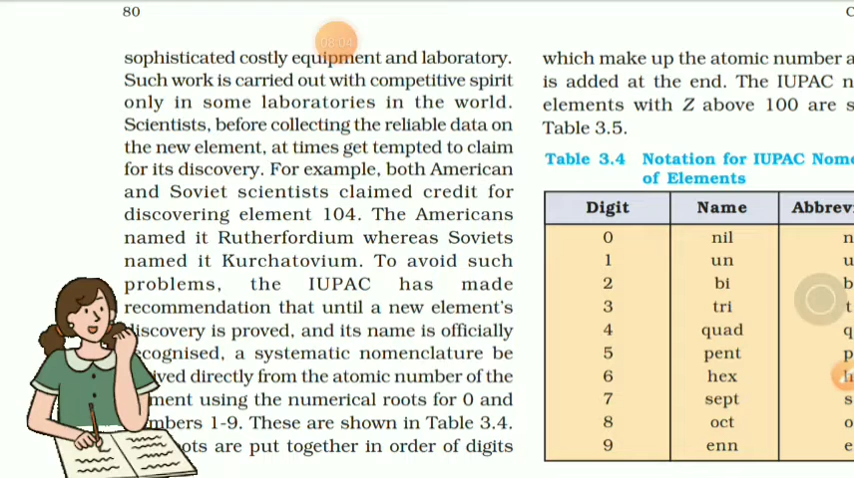 80
C
08:04
sophisticated costly equipment and laboratory.
Such work is carried out with competitive spirit
only in some laboratories in the world.
Scientists, before collecting the reliable data on
the new element, at times get tempted to claim
for its discovery. For example, both American
and Soviet scientists claimed credit for
discovering element 104. The Americans
named it Rutherfordium whereas Soviets
named it Kurchatovium. To avoid such
problems, the IUPAC has made
recommendation that until a new element's
discovery is proved, and its name is officially
cognised, a systematic nomenclature be
ived directly from the atomic number of the
ment using the numerical roots for 0 and
mbers 1-9. These are shown in Table 3.4.
ots are put together in order of digits
which make up the atomic number a
is added at the end. The IUPAC n
elements with Z above 100 are s
Table 3.5.
Table 3.4 Notation for IUPAC Nome
of Elements
Digit Name Abbrev
0 nil n
1 un u
2 bi b
3 tri t
4 quad q
5 pent p
6 hex
7 sept s
8 oct o
9 enn e